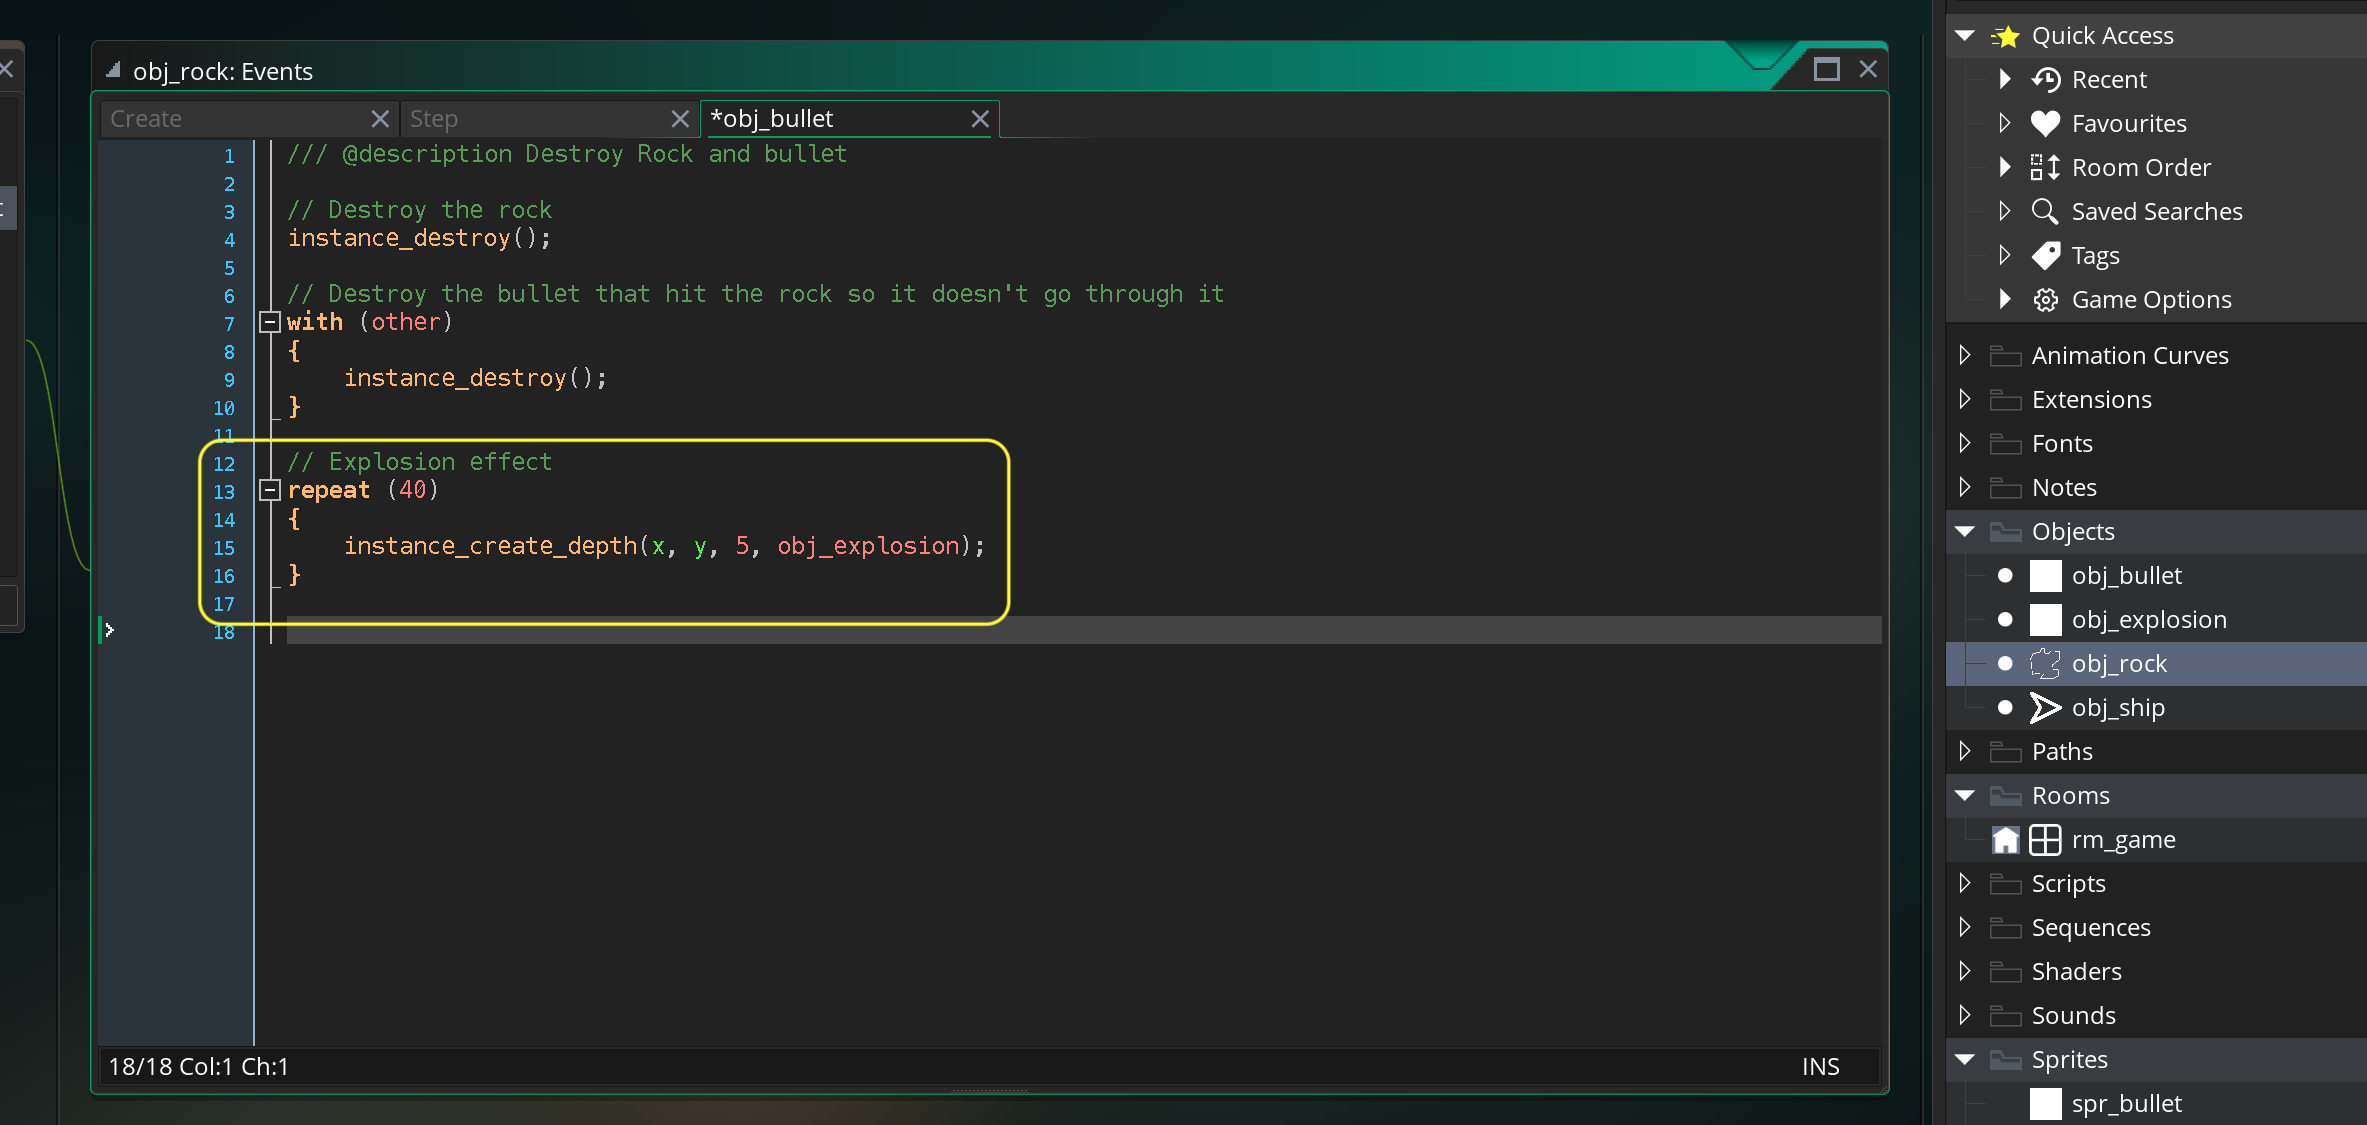 obj_rock: Events
Create
Step
*obj_bullet
1 /// @description Destroy Rock and bullet
2
3 // Destroy the rock
4 instance_destroy();
5
6 // Destroy the bullet that hit the rock so it doesn't go through it
7 with (other)
8 {
9 instance_destroy();
10 }
11
12 // Explosion effect
13 repeat (40)
14 {
15 instance_create_depth(x, y, 5, obj_explosion);
16 }
17
18
18/18 Col:1 Ch:1
INS
Quick Access
Recent
Favourites
Room Order
Saved Searches
Tags
Game Options
Animation Curves
Extensions
Fonts
Notes
Objects
obj_bullet
obj_explosion
obj_rock
obj_ship
Paths
Rooms
rm_game
Scripts
Sequences
Shaders
Sounds
Sprites
spr_bullet